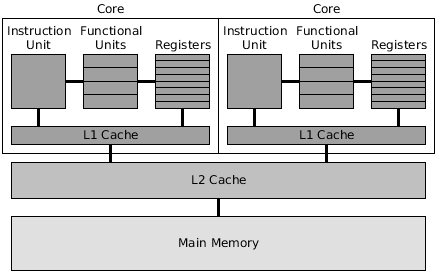 Core
Core
Instruction Unit
Functional Units
Registers
Instruction Unit
Functional Units
Registers
L1 Cache
L1 Cache
L2 Cache
Main Memory